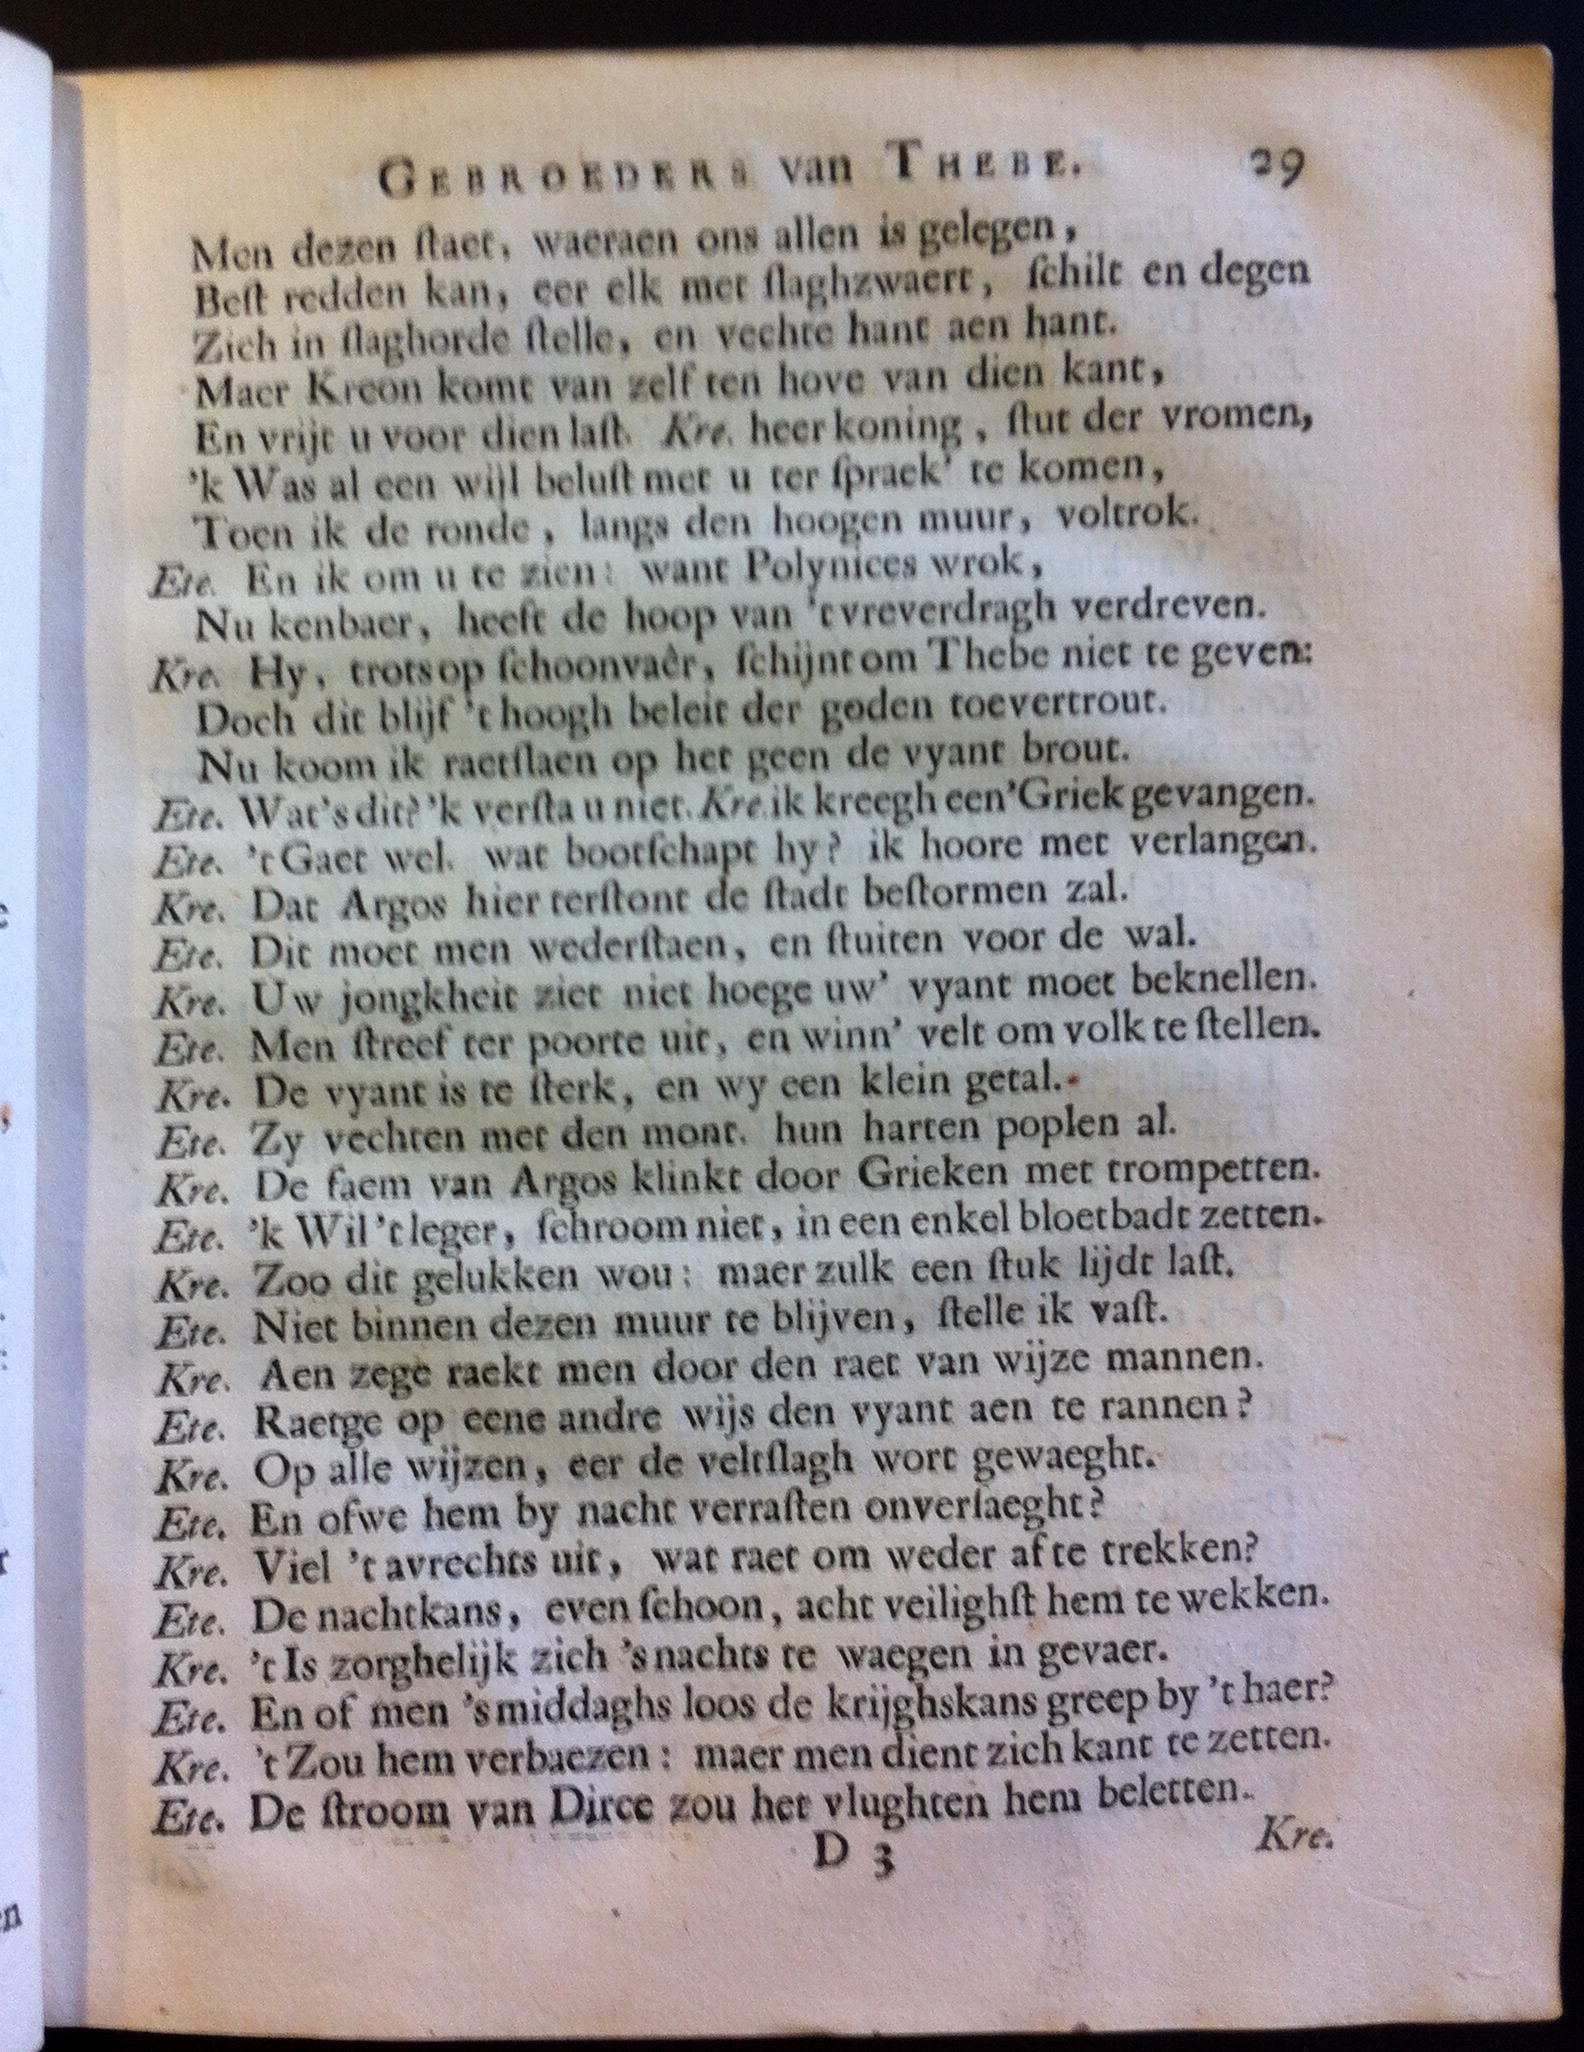 GEBROEDERS van THEBE. 29
Men dezen ſtaet, waeraen ons allen is gelegen,
Beſt redden kan, eer elk met ſlaghzwaert, ſchilt en degen
Zich in ſlaghorde ſtelle, en vechte hant aen hant.
Maer Kreon komt van zelf ten hove van dien kant,
En vrijt u voor dien laſt. Kre. heer koning, ſtut der vromen,
'k Was al een wijl beluſt met u ter ſpraek' te komen,
Toen ik de ronde, langs den hoogen muur, voltrok.
Ete. En ik om u te zien: want Polynices wrok,
Nu kenbaer, heeft de hoop van 't vreverdragh verdreven.
Kre. Hy, trots op ſchoonvaêr, ſchijnt om Thebe niet te geven:
Doch dit blijf 't hoogh beleit der goden toevertrout.
Nu koom ik raetſlaen op het geen de vyant brout.
Ete. Wat's dit? 'k verſta u niet. Kre. ik kreegh een' Griek gevangen.
Ete. 't Gaet wel. wat bootſchapt hy? ik hoore met verlangen.
Kre. Dat Argos hier terſtont de ſtadt beſtormen zal.
Ete. Dit moet men wederſtaen, en ſtuiten voor de wal.
Kre. Uw jongkheit ziet niet hoege uw' vyant moet beknellen.
Ete. Men ſtreef ter poorte uit, en winn' velt om volk te ſtellen.
Kre. De vyant is te ſterk, en wy een klein getal.
Ete. Zy vechten met den mont. hun harten poplen al.
Kre. De faem van Argos klinkt door Grieken met trompetten.
Ete. 'k Wil 't leger, ſchroom niet, in een enkel bloetbadt zetten.
Kre. Zoo dit gelukken wou: maer zulk een ſtuk lijdt laſt.
Ete. Niet binnen dezen muur te blijven, ſtelle ik vaſt.
Kre. Aen zege raekt men door den raet van wijze mannen.
Ete. Raetge op eene andre wijs den vyant aen te rannen?
Kre. Op alle wijzen, eer de veltſlagh wort gewaeght.
Ete. En ofwe hem by nacht verraſten onverſaeght?
Kre. Viel 't avrechts uit, wat raet om weder af te trekken?
Ete. De nachtkans, even ſchoon, acht veilighſt hem te wekken.
Kre. 't Is zorghelijk zich 's nachts te waegen in gevaer.
Ete. En of men 's middaghs loos de krijghskans greep by 't haer?
Kre. 't Zou hem verbaezen: maer men dient zich kant te zetten.
Ete. De ſtroom van Dirce zou het vlughten hem beletten.
D 3 Kre.